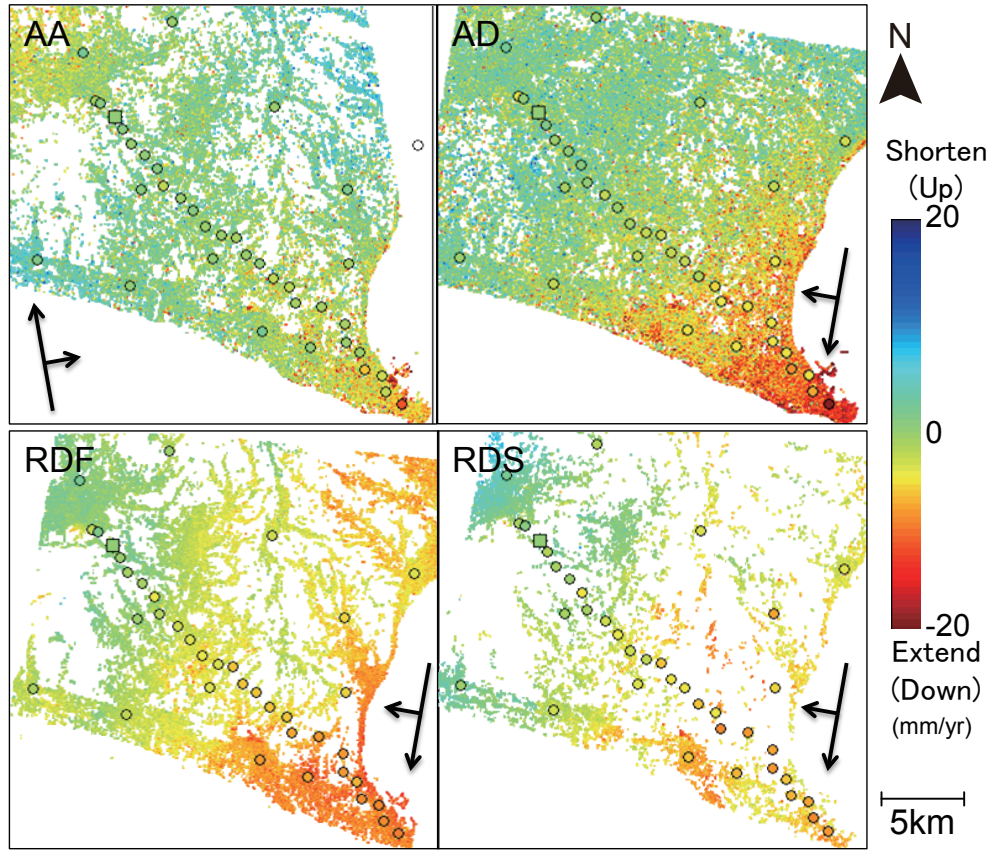 AA
AD
N
Shorten
(Up)
20
0
-20
Extend
(Down)
(mm/yr)
RDF
RDS
5km